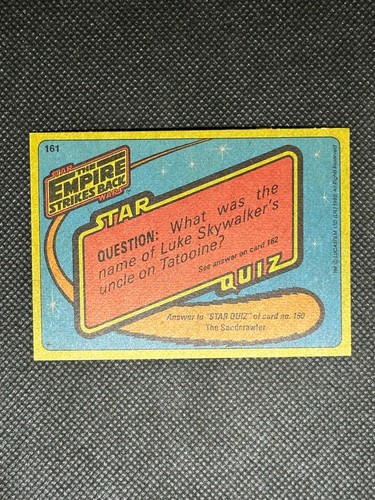 161
STAR
THE
EMPIRE
STRIKES BACK
WARS
STAR
QUESTION: What was the
name of Luke Skywalker's
uncle on Tatooine?
See answer on card 162
QUIZ
Answer to "STAR QUIZ" of card no. 160
The Sandcrawler